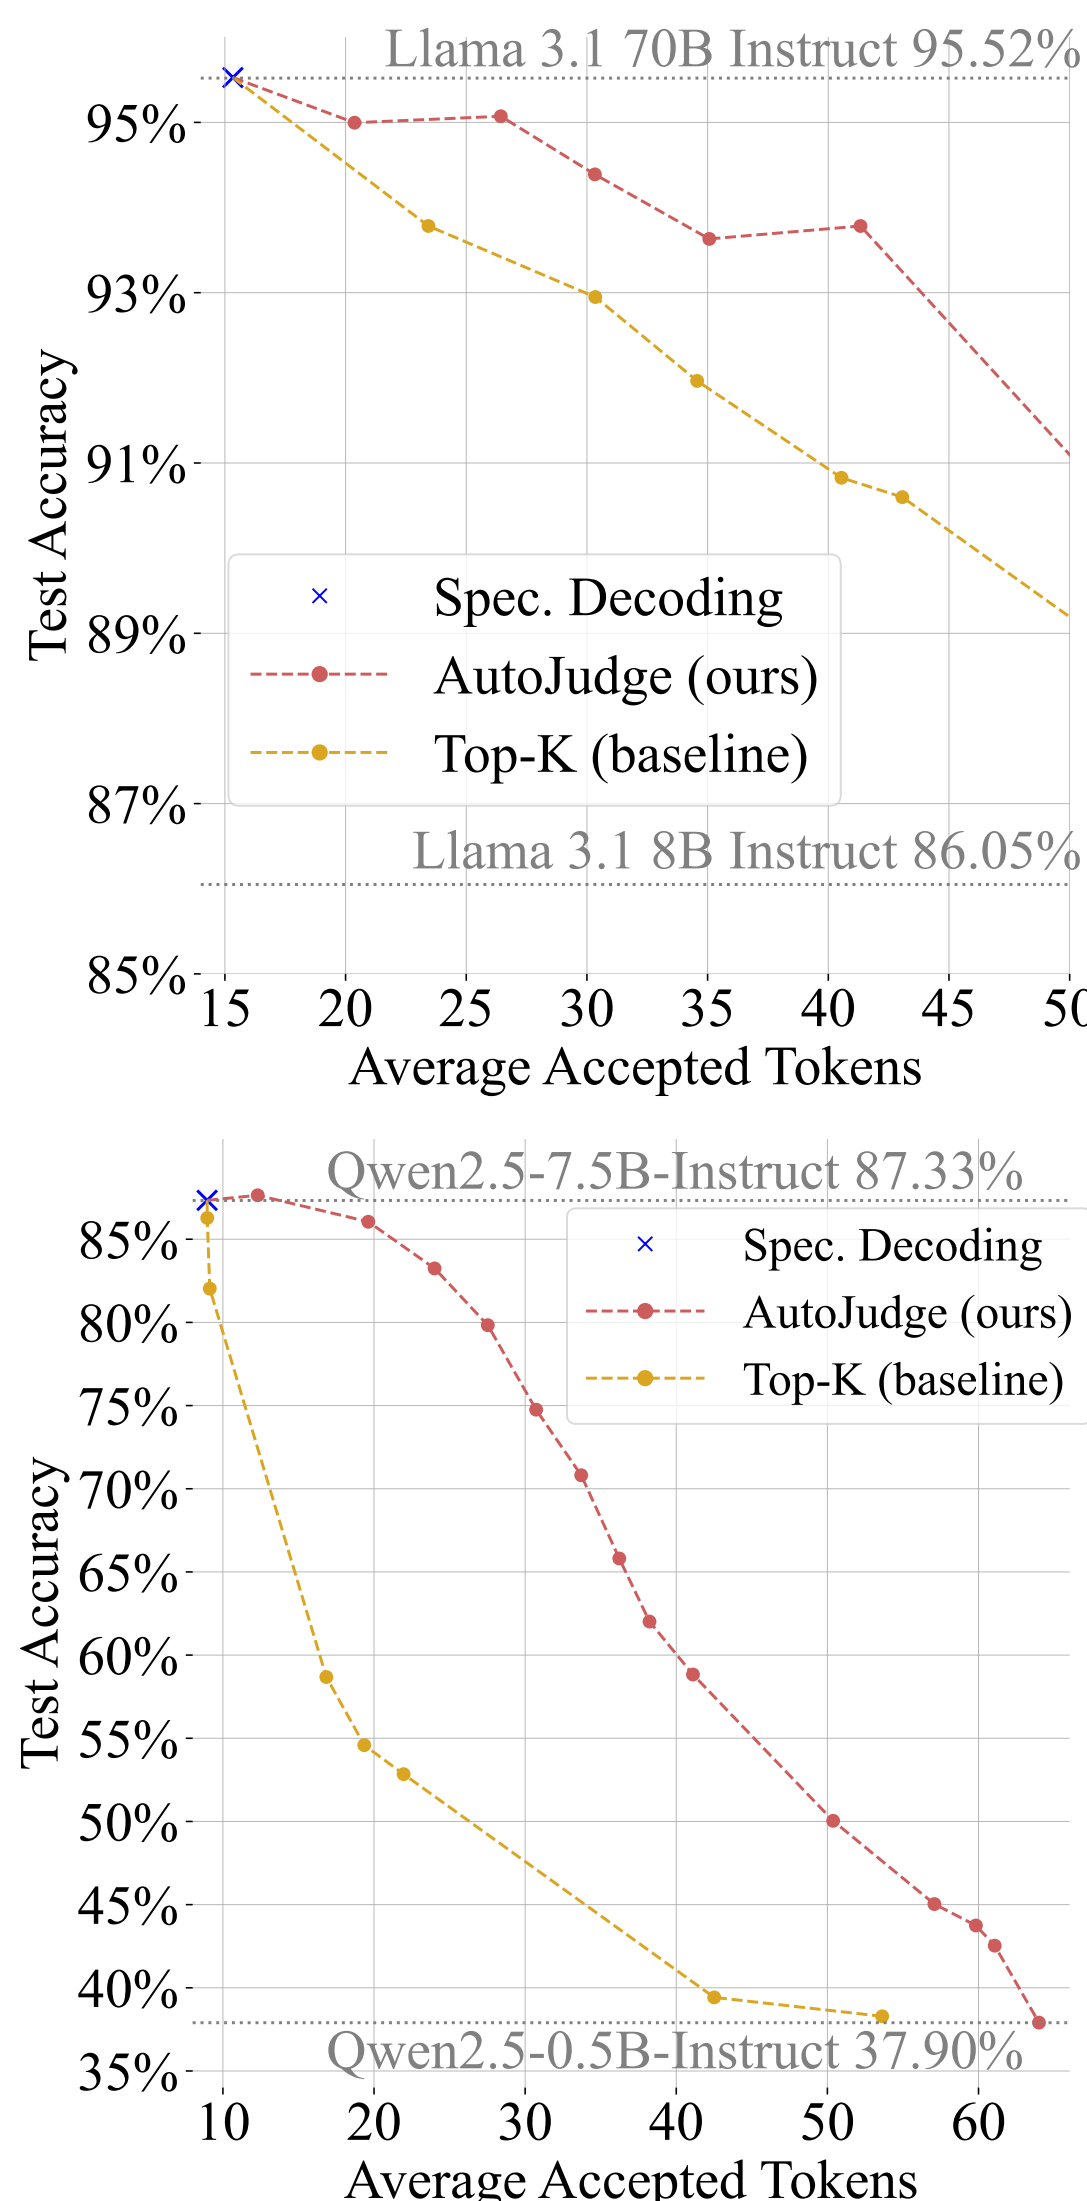 Llama 3.1 70B Instruct 95.52%
95%
93%
91%
89%
87%
85%
Test Accuracy
Spec. Decoding
AutoJudge (ours)
Top-K (baseline)
Llama 3.1 8B Instruct 86.05%
15 20 25 30 35 40 45 50
Average Accepted Tokens
Qwen2.5-7.5B-Instruct 87.33%
85%
80%
75%
70%
65%
60%
55%
50%
45%
40%
35%
Test Accuracy
Spec. Decoding
AutoJudge (ours)
Top-K (baseline)
Qwen2.5-0.5B-Instruct 37.90%
10 20 30 40 50 60
Average Accepted Tokens